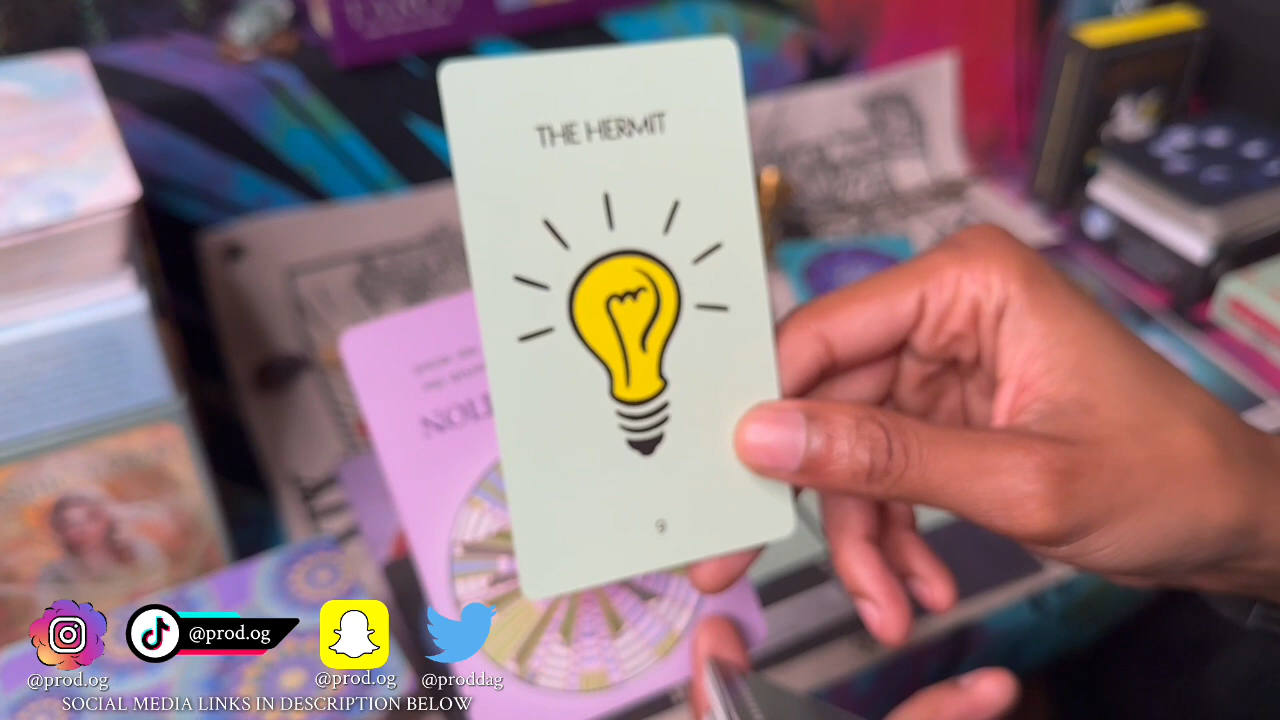 THE HERMIT
9
@prod.og
@prod.og
@prod.og
@proddag
SOCIAL MEDIA LINKS IN DESCRIPTION BELOW